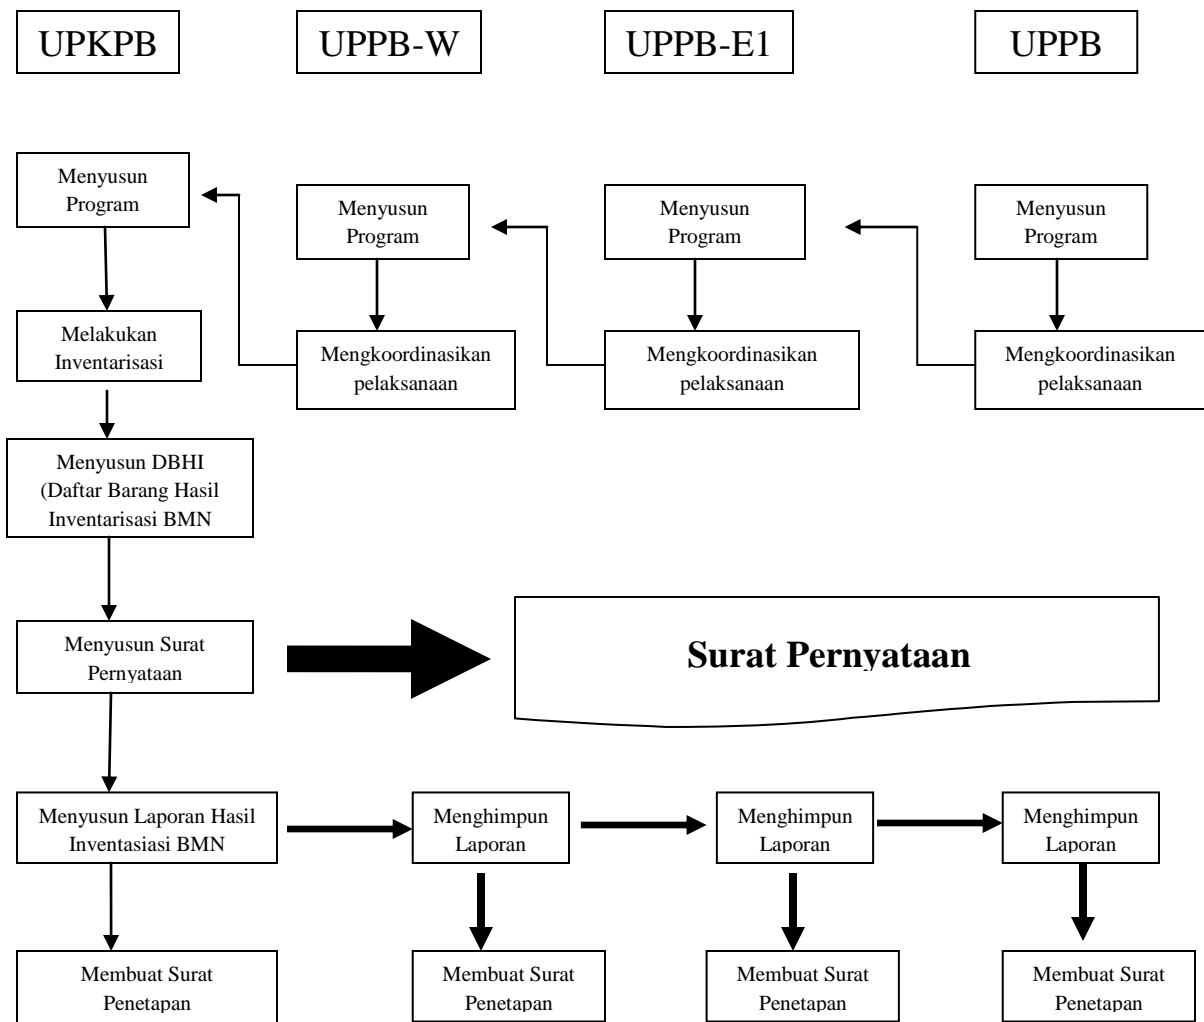 UPKPB
UPPB-W
UPPB-E1
UPPB
Menyusun
Program
Menyusun
Program
Menyusun
Program
Menyusun
Program
Melakukan
Inventarisasi
Mengkoordinasikan
pelaksanaan
Mengkoordinasikan
pelaksanaan
Mengkoordinasikan
pelaksanaan
Menyusun DBHI
(Daftar Barang Hasil
Inventarisasi BMN
Menyusun Surat
Pernyataan
Surat Pernyataan
Menyusun Laporan Hasil
Inventasiasi BMN
Menghimpun
Laporan
Menghimpun
Laporan
Menghimpun
Laporan
Membuat Surat
Penetapan
Membuat Surat
Penetapan
Membuat Surat
Penetapan
Membuat Surat
Penetapan